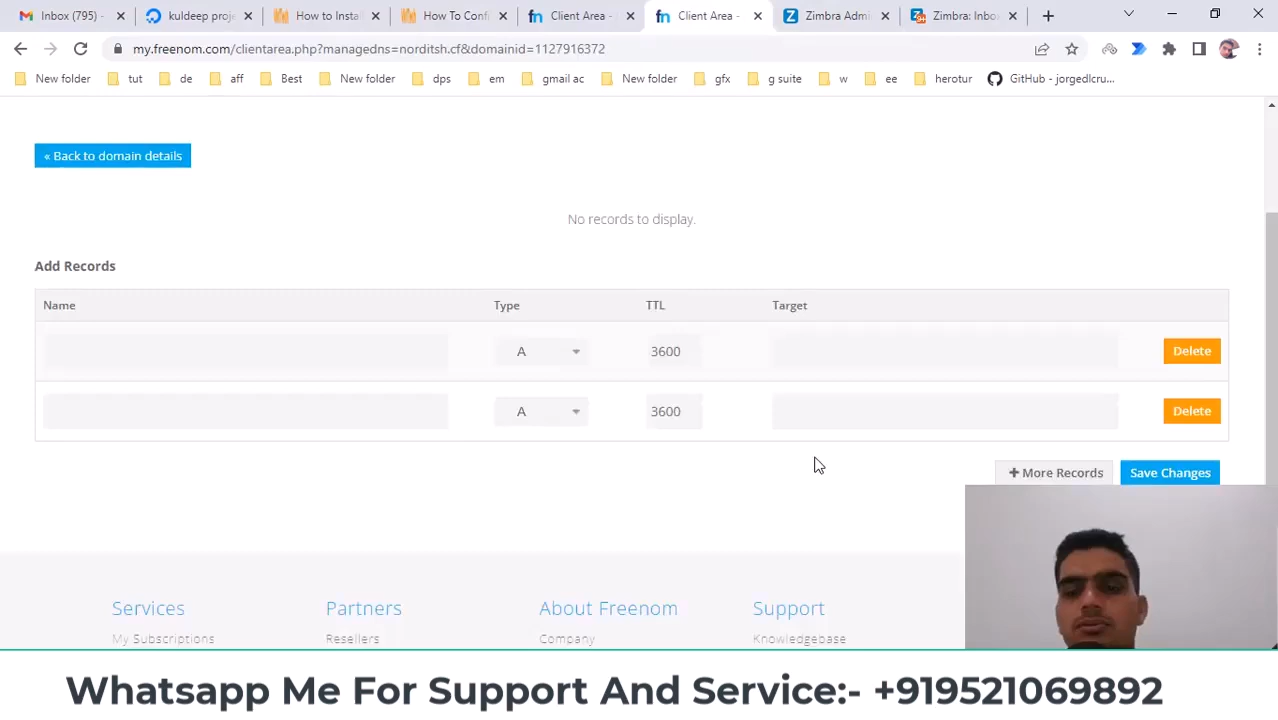 Inbox (795) -
kuldeep proje
How to Instal
How To Confi
Client Area -
Client Area -
Zimbra Admi
Zimbra: Inbo
my.freenom.com/clientarea.php?managedns=norditsh.cf&domainid=1127916372
New folder
tut
de
aff
Best
New folder
dps
em
gmail ac
New folder
gfx
g suite
w
ee
herotur
GitHub - jorgedlcru...
« Back to domain details
No records to display.
Add Records
Name Type TTL Target
A 3600 Delete
A 3600 Delete
+ More Records Save Changes
Services Partners About Freenom Support
My Subscriptions Resellers Company Knowledgebase
Whatsapp Me For Support And Service:- +919521069892